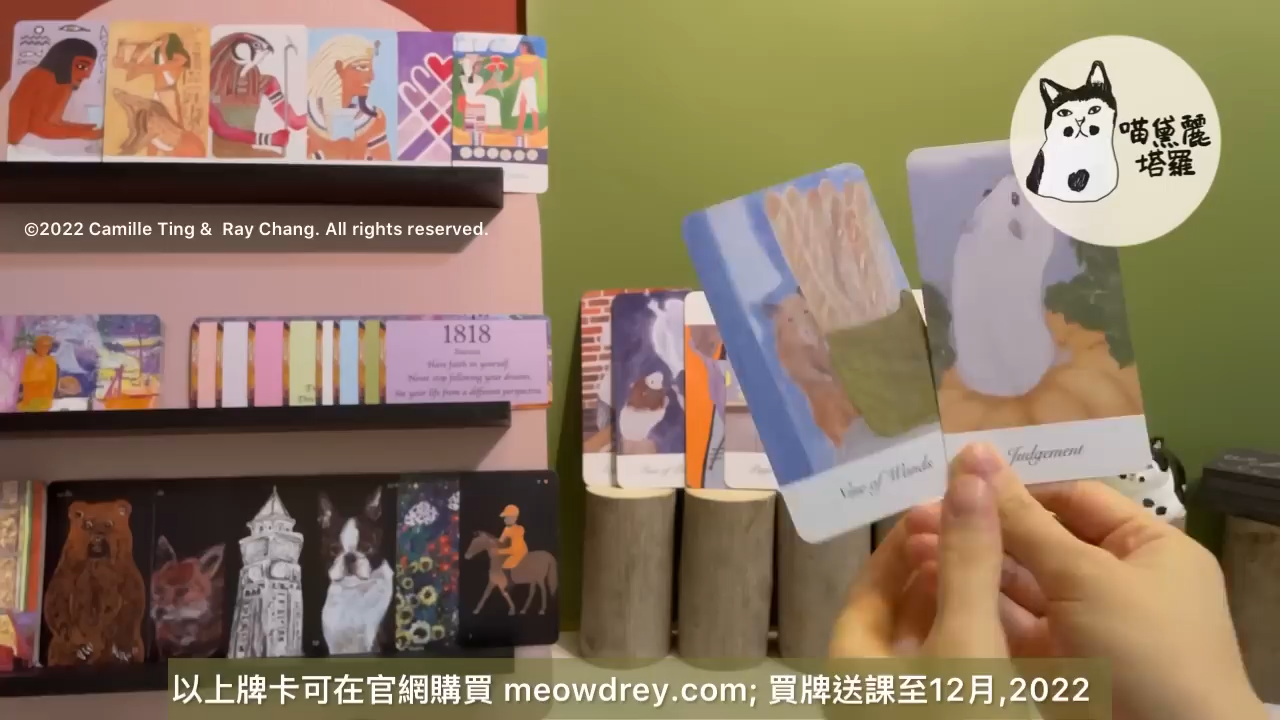 喵黛麗
塔羅
©2022 Camille Ting & Ray Chang. All rights reserved.
1818
Have faith in yourself
Never stop following your dreams
See your life from a different perspective
Nine of Wands
Judgement
以上牌卡可在官網購買 meowdrey.com; 買牌送課至12月,2022